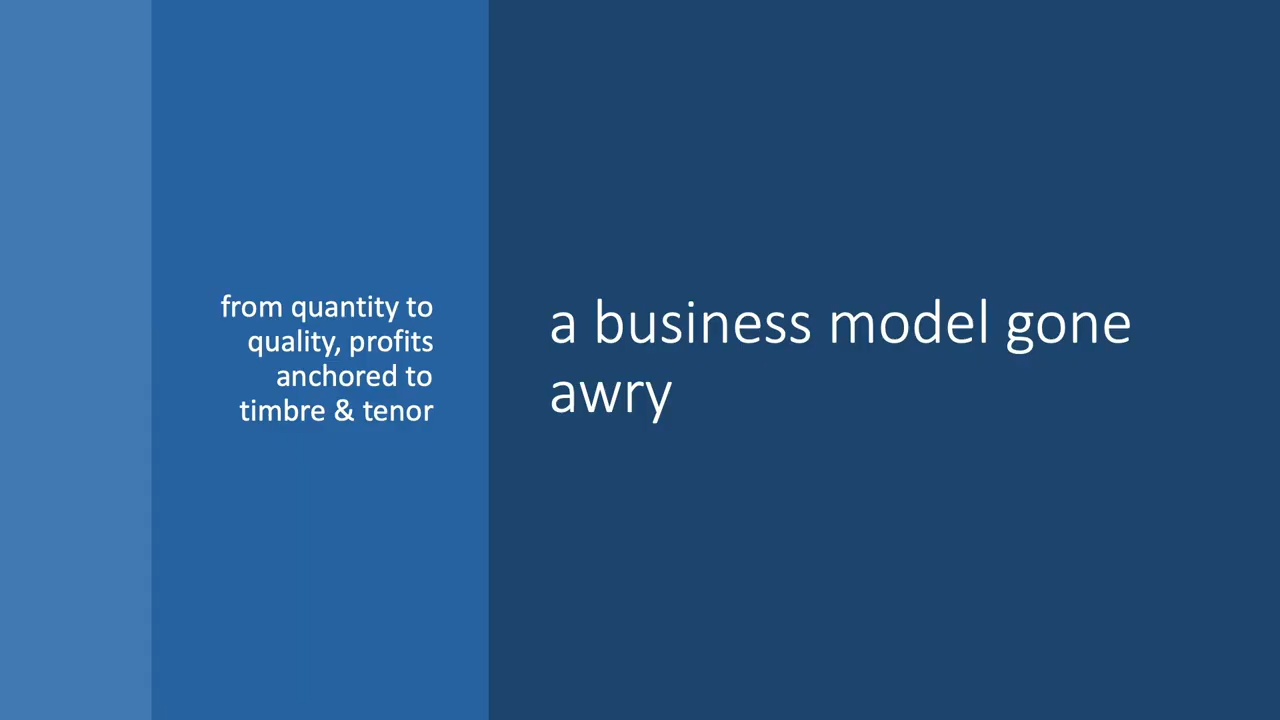 from quantity to
quality, profits
anchored to
timbre & tenor
a business model gone
awry